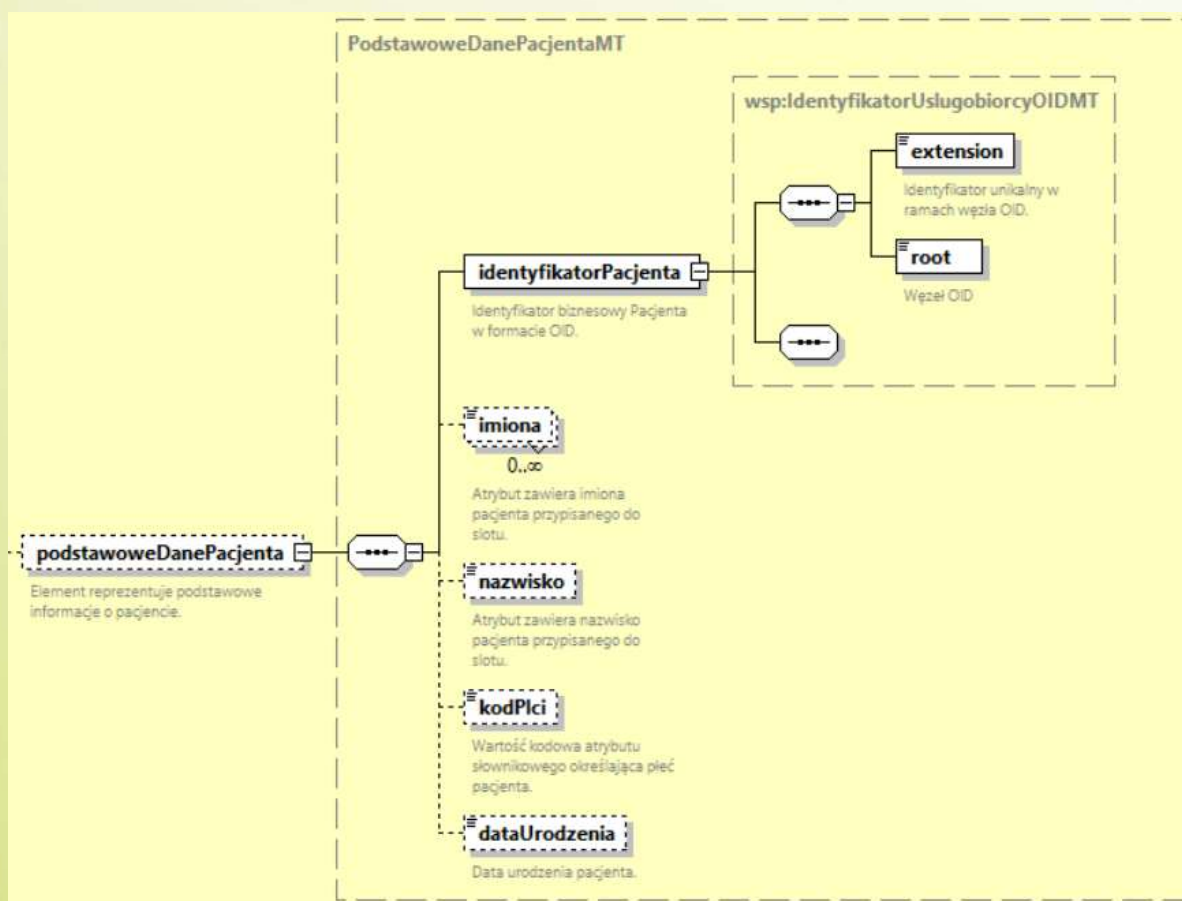 PodstawoweDanePacjentaMT
wsp:IdentyfikatorUslugobiorcyOIDMT
extension
Identyfikator unikalny w
ramach węzła OID.
root
Węzeł OID
identyfikatorPacjenta
Identyfikator biznesowy Pacjenta
w formacie OID.
imiona
0..∞
Atrybut zawiera imiona
pacjenta przypisanego do
slotu.
podstawoweDanePacjenta
Element reprezentuje podstawowe
informacje o pacjencie.
nazwisko
Atrybut zawiera nazwisko
pacjenta przypisanego do
slotu.
kodPlci
Wartość kodowa atrybutu
słownikowego określająca płeć
pacjenta.
dataUrodzenia
Data urodzenia pacjenta.